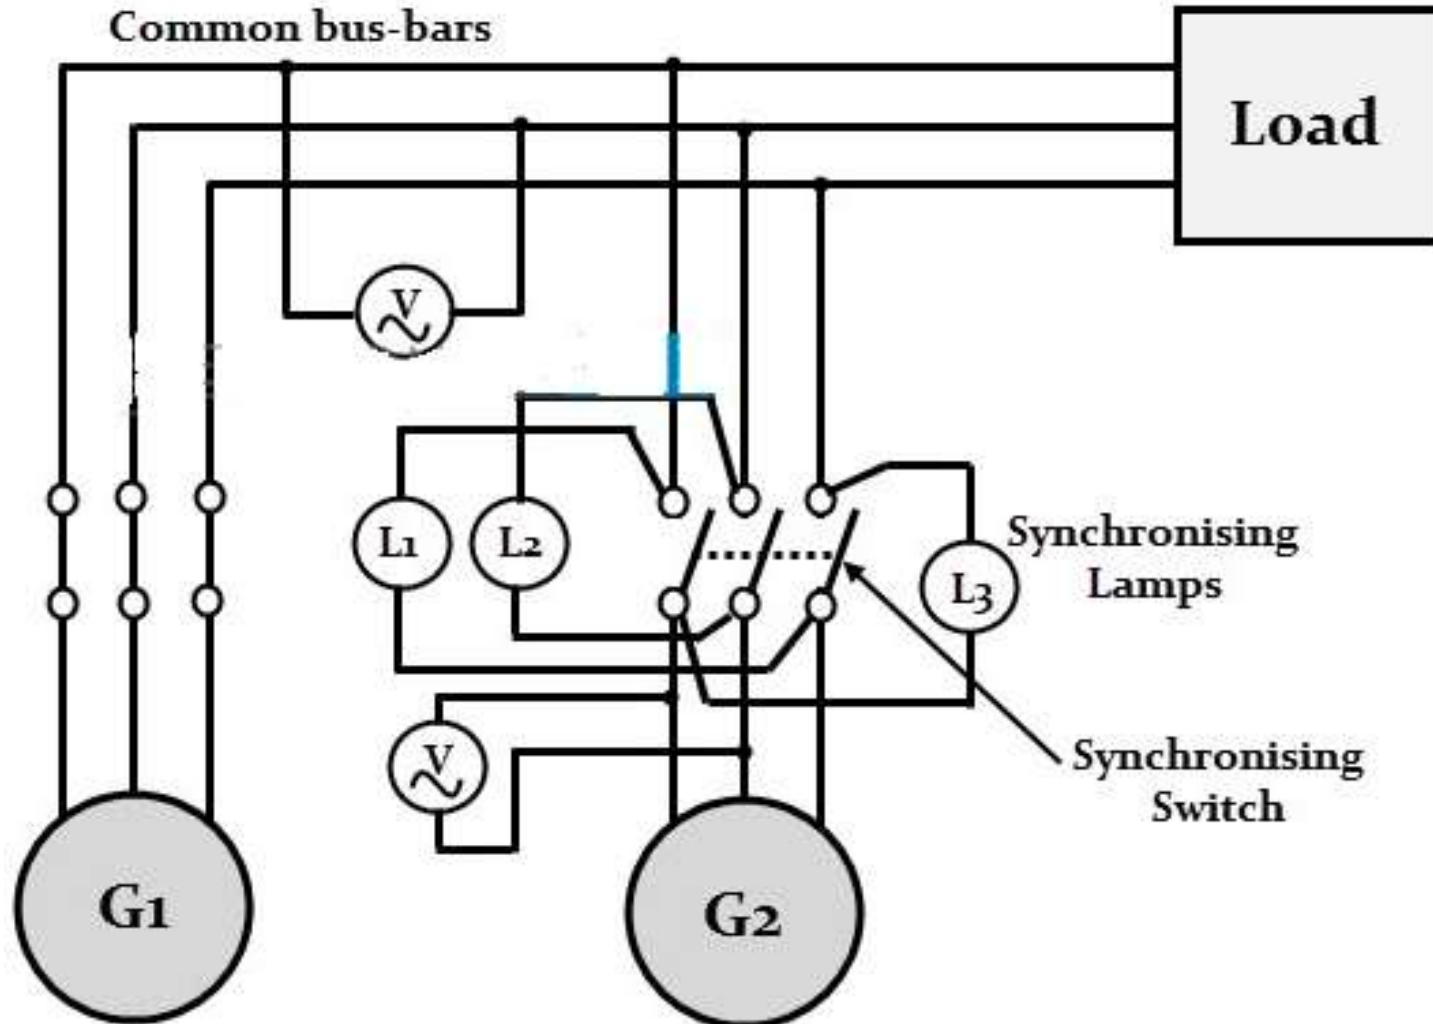 Common bus-bars
Load
V
L1
L2
L3
Synchronising
Lamps
V
Synchronising
Switch
G1
G2